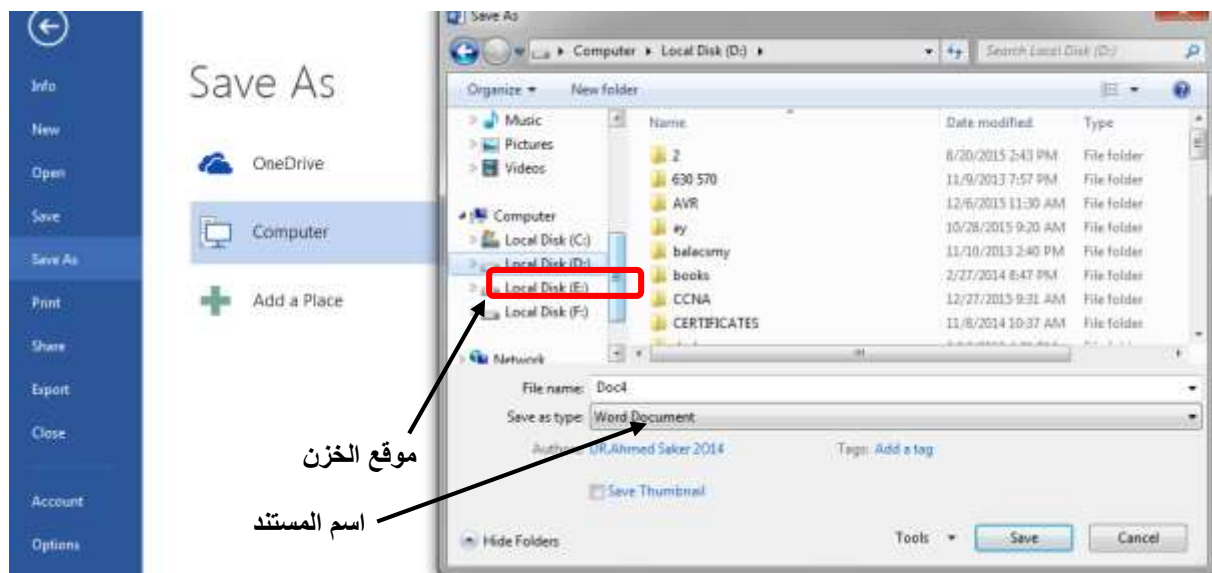 Save As
Info
New
Open
Save
Save As
Print
Share
Export
Close
Account
Options
Save As
OneDrive
Computer
Add a Place
موقع الخزن
اسم المستند
Computer Local Disk (D:)
Search Local Disk (D:)
Organize New folder
Music
Pictures
Videos
Computer
Local Disk (C:)
Local Disk (D:)
Local Disk (E:)
Local Disk (F:)
Network
Name Date modified Type
2 8/20/2015 2:43 PM File folder
630 570 11/9/2013 7:57 PM File folder
AVR 12/6/2015 11:30 AM File folder
ey 10/28/2015 9:20 AM File folder
balacumy 11/10/2013 2:40 PM File folder
books 2/27/2014 8:47 PM File folder
CCNA 12/27/2015 9:31 AM File folder
CERTIFICATES 11/8/2014 10:37 AM File folder
File name: Doc4
Save as type: Word Document
Authors: DR.Ahmed Saker 2014 Tags: Add a tag
Save Thumbnail
Hide Folders Tools Save Cancel